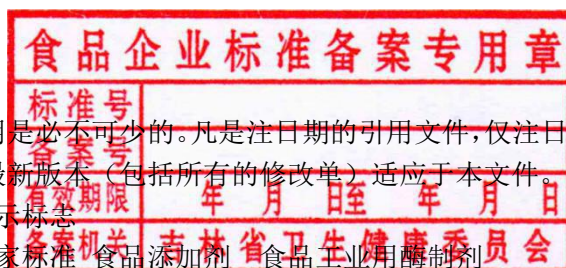 食品企业标准备案专用章
标准号
用是必不可少的。凡是注日期的引用文件,仅注日
备案号
最新版本（包括所有的修改单）适应于本文件。
有效期限 年 月 日至 年 月 日
示标志
备案机关 吉林省卫生健康委员会
家标准 食品添加剂 食品工业用酶制剂